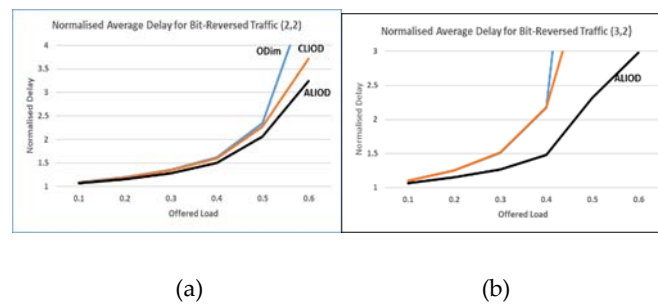 Normalised Average Delay for Bit-Reversed Traffic (2,2)
4
3.5
3
2.5
2
1.5
1
Normalised Delay
0.1 0.2 0.3 0.4 0.5 0.6
Offered Load
ODim
CLIOD
ALIOD
Normalised Average Delay for Bit-Reversed Traffic (3,2)
3
2.5
2
1.5
1
Normalised Delay
0.1 0.2 0.3 0.4 0.5 0.6
Offered Load
ALIOD
(a) (b)